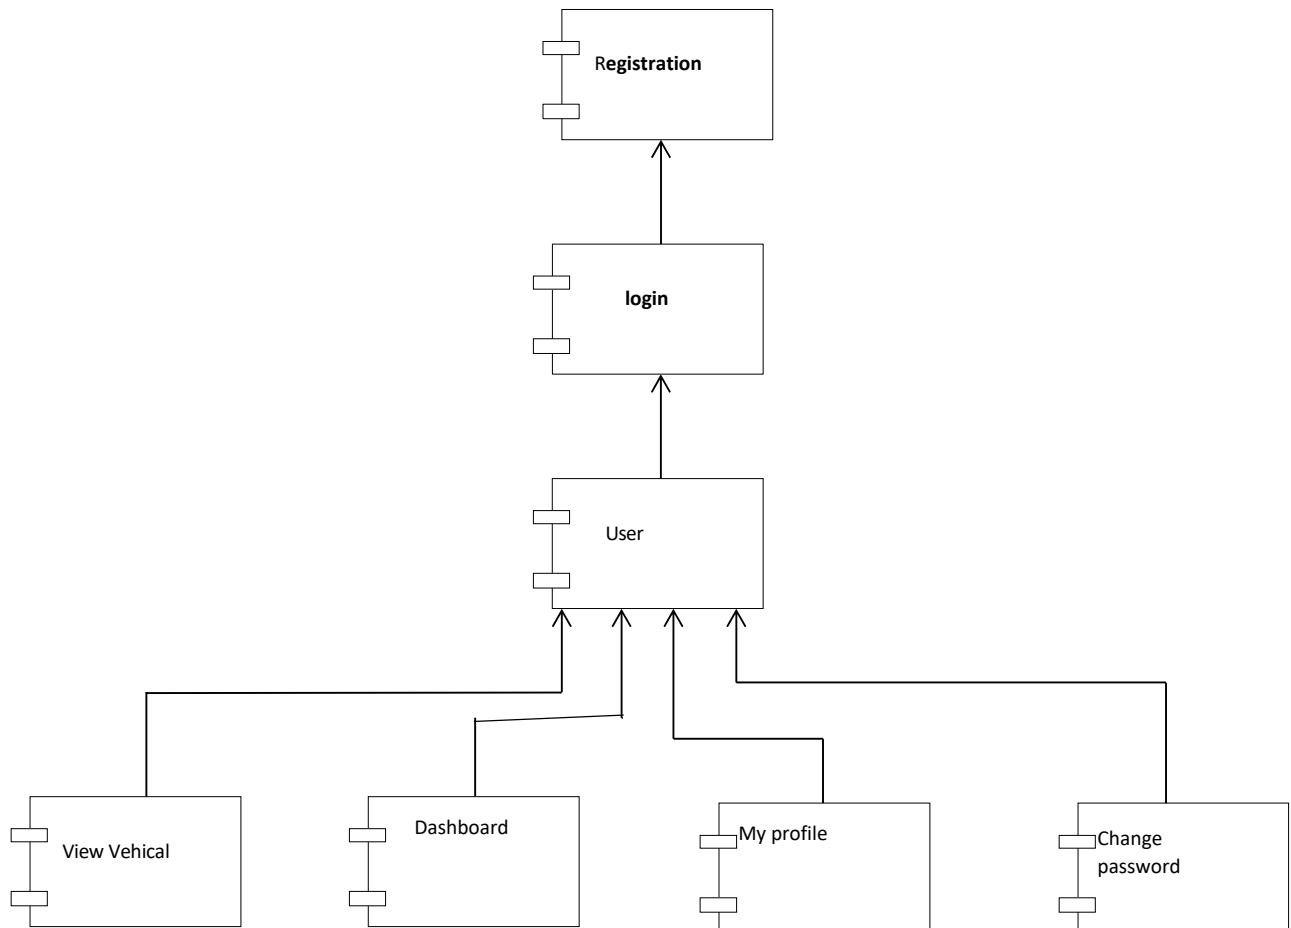 Registration
login
User
View Vehical
Dashboard
My profile
Change
password